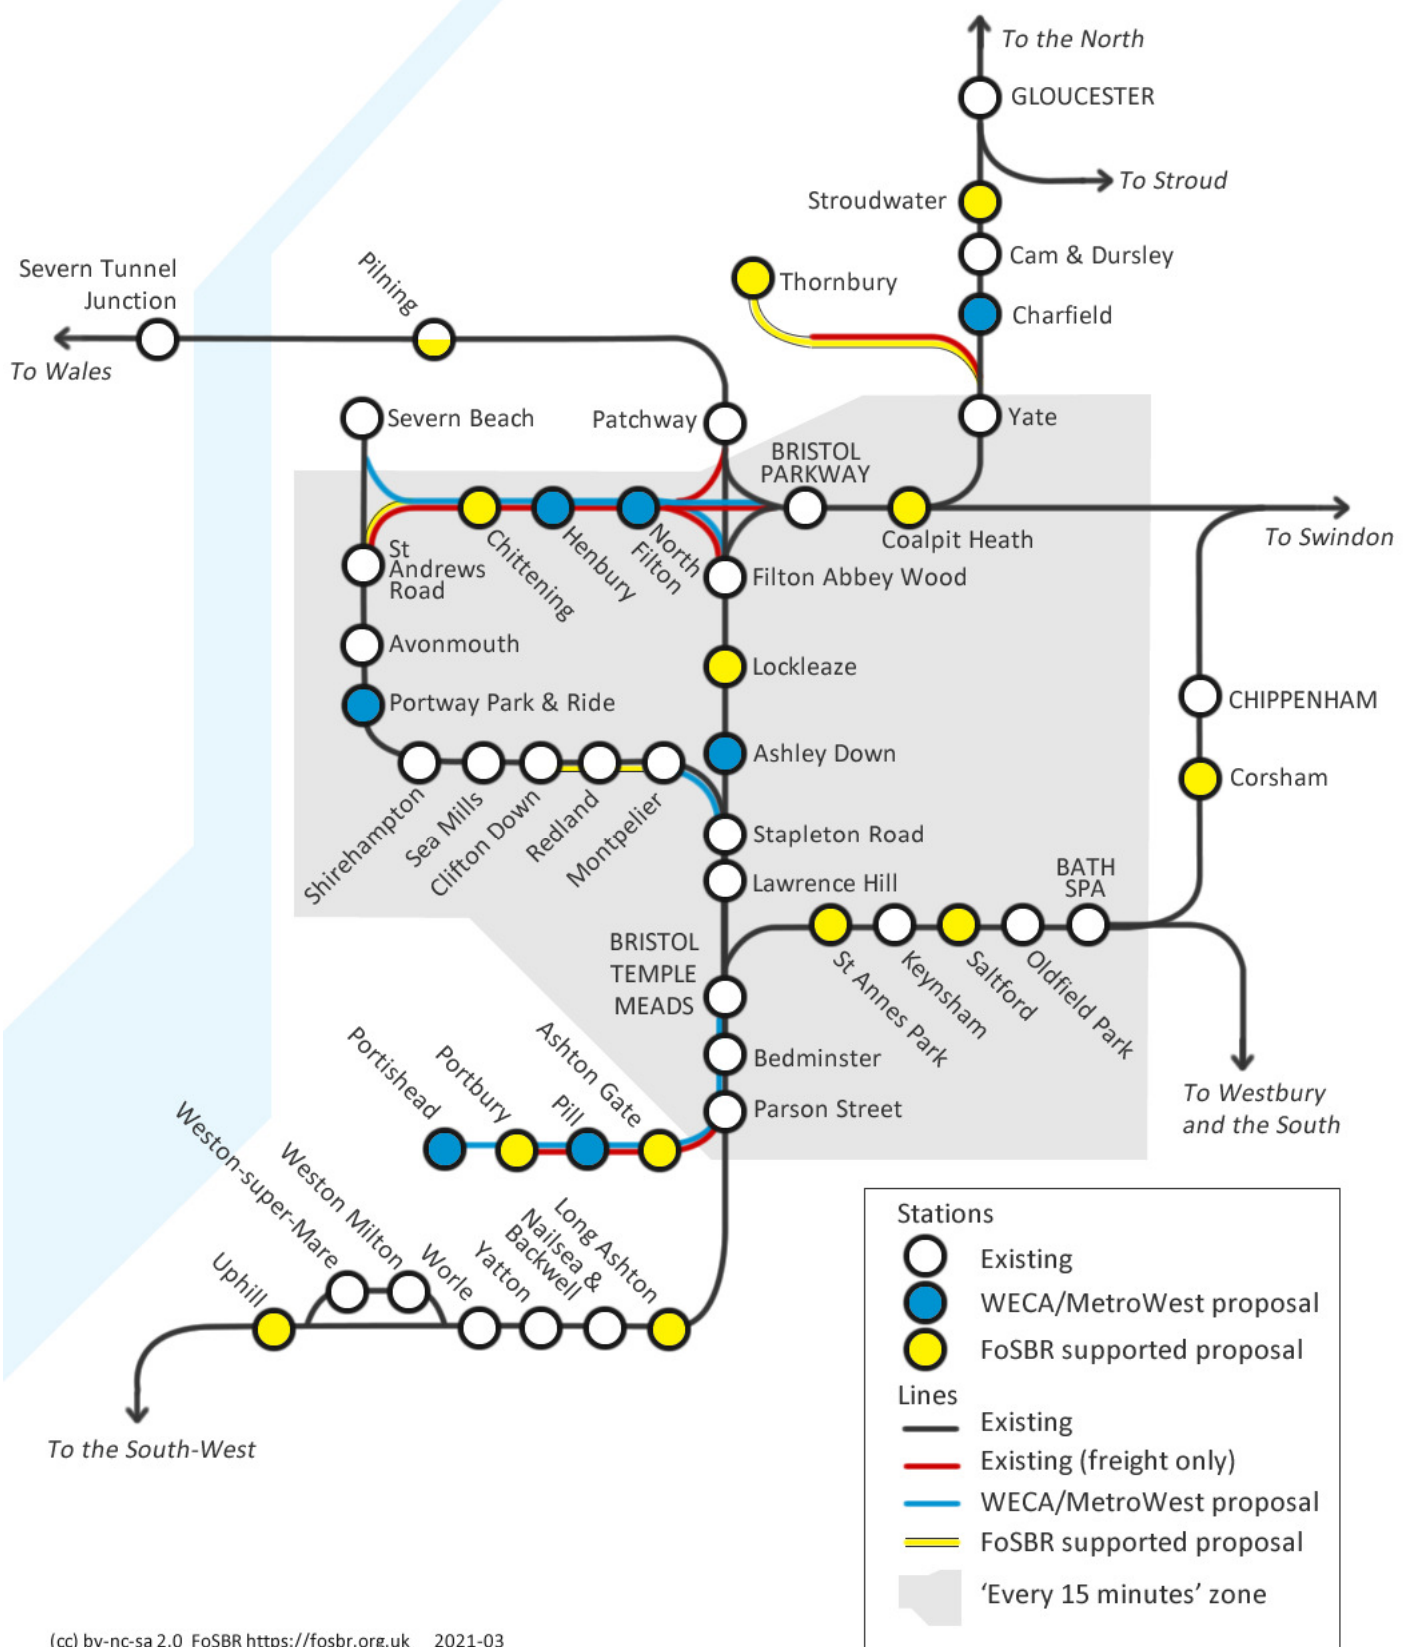 To the North
GLOUCESTER
To Stroud
Stroudwater
Cam & Dursley
Severn Tunnel
Junction
Pilning
Thornbury
Charfield
To Wales
Severn Beach
Patchway
Yate
BRISTOL
PARKWAY
To Swindon
Coalpit Heath
St
Andrews
Road
Chittening
Henbury
North
Filton
Filton Abbey Wood
Avonmouth
Lockleaze
Portway Park & Ride
CHIPPENHAM
Ashley Down
Corsham
Shirehampton
Sea Mills
Clifton Down
Redland
Montpelier
Stapleton Road
Lawrence Hill
BATH
SPA
BRISTOL
TEMPLE
MEADS
St Annes Park
Keynsham
Saltford
Oldfield Park
Bedminster
Portishead
Portbury
Pill
Ashton Gate
Parson Street
To Westbury
and the South
Weston-super-Mare
Weston Milton
Worle
Yatton
Nailsea &
Backwell
Long Ashton
Uphill
To the South-West
Stations
Existing
WECA/MetroWest proposal
FoSBR supported proposal
Lines
Existing
Existing (freight only)
WECA/MetroWest proposal
FoSBR supported proposal
‘Every 15 minutes’ zone
(cc) by-nc-sa 2.0 FoSBR https://fosbr.org.uk 2021-03